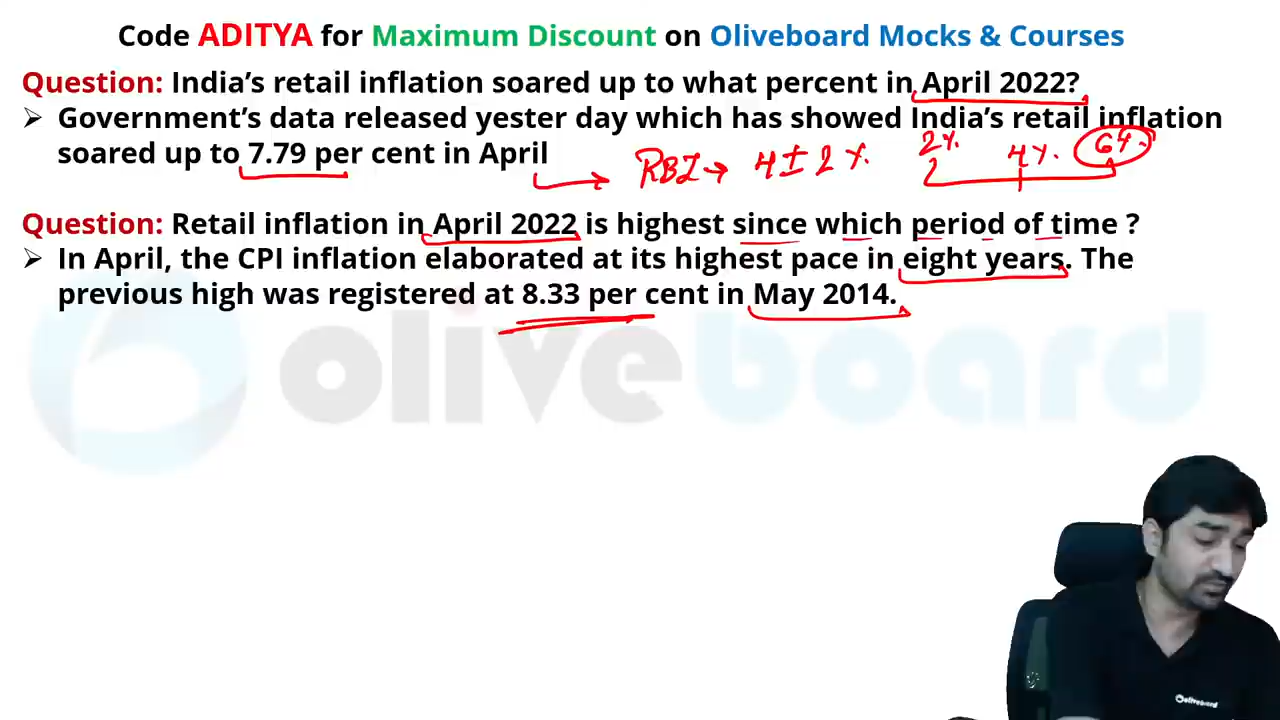 Code ADITYA for Maximum Discount on Oliveboard Mocks & Courses
Question: India's retail inflation soared up to what percent in April 2022?
➢ Government's data released yester day which has showed India's retail inflation
soared up to 7.79 per cent in April
RBI → 4 ± 2 %. 2%. 4%. 6%.
Question: Retail inflation in April 2022 is highest since which period of time ?
➢ In April, the CPI inflation elaborated at its highest pace in eight years. The
previous high was registered at 8.33 per cent in May 2014.
oliveboard
oliveboard